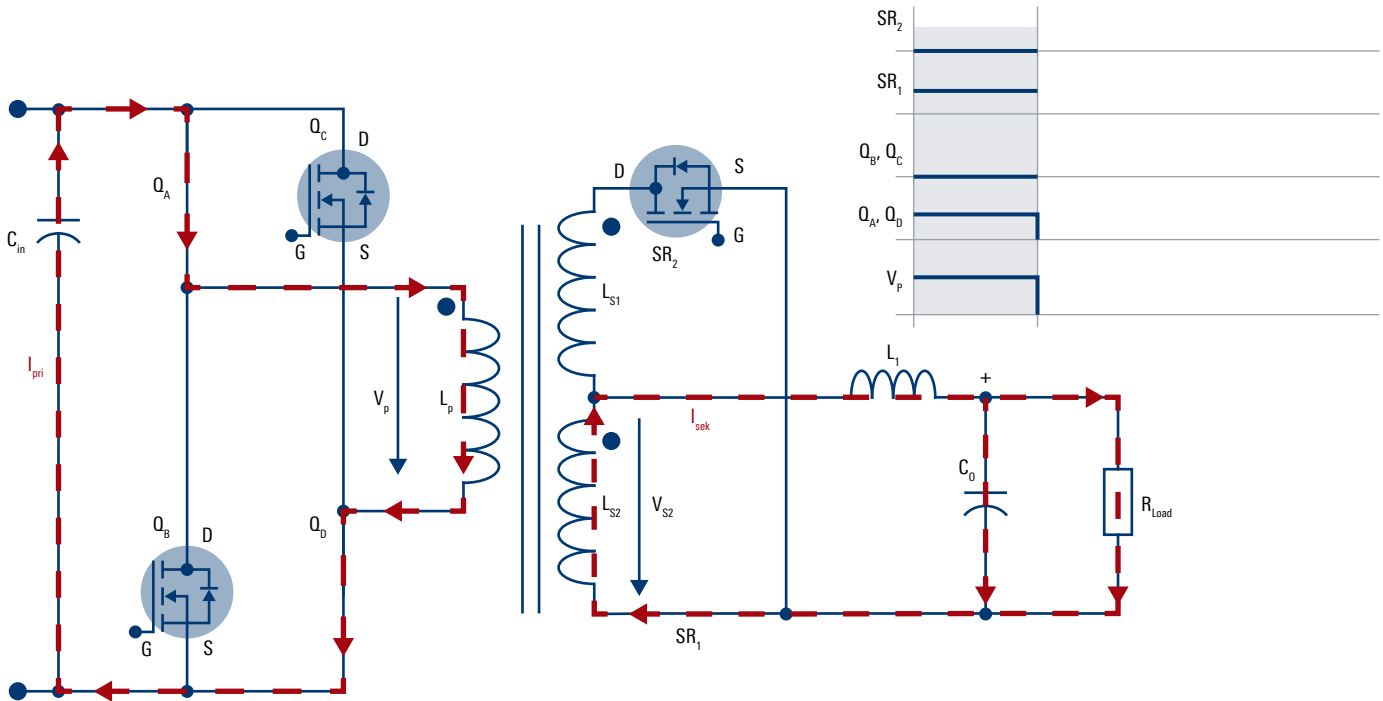 SR2
SR1
QB, QC
QA, QD
VP
QC
D
QA
G
S
Cin
Ipri
Vp
Lp
QB
D
QD
G
S
D
S
G
SR2
LS1
L1
+
Isek
LS2
VS2
CO
RLoad
SR1